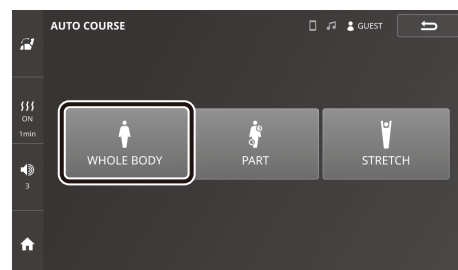 AUTO COURSE
GUEST
ON
1min
3
WHOLE BODY
PART
STRETCH